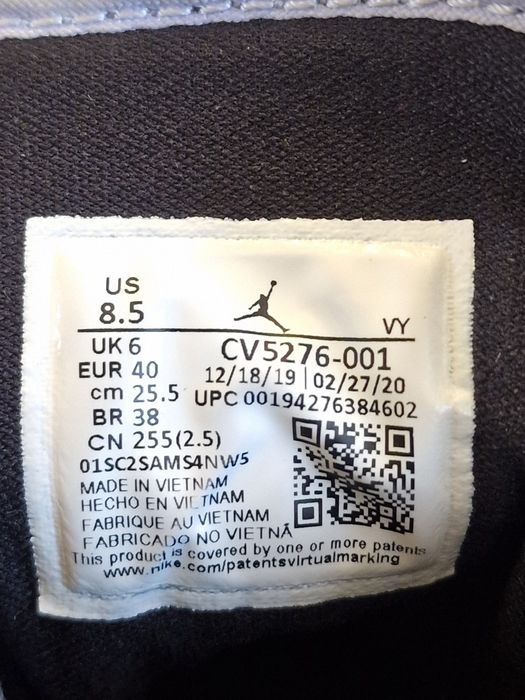 US
8.5
VY
UK 6
CV5276-001
EUR 40
12/18/19 | 02/27/20
cm 25.5
UPC 00194276384602
BR 38
CN 255(2.5)
01SC2SAMS4NW5
MADE IN VIETNAM
HECHO EN VIETNAM
FABRIQUE AU VIETNAM
FABRICADO NO VIETNÃ
This product is covered by one or more patents
www.nike.com/patentsvirtualmarking